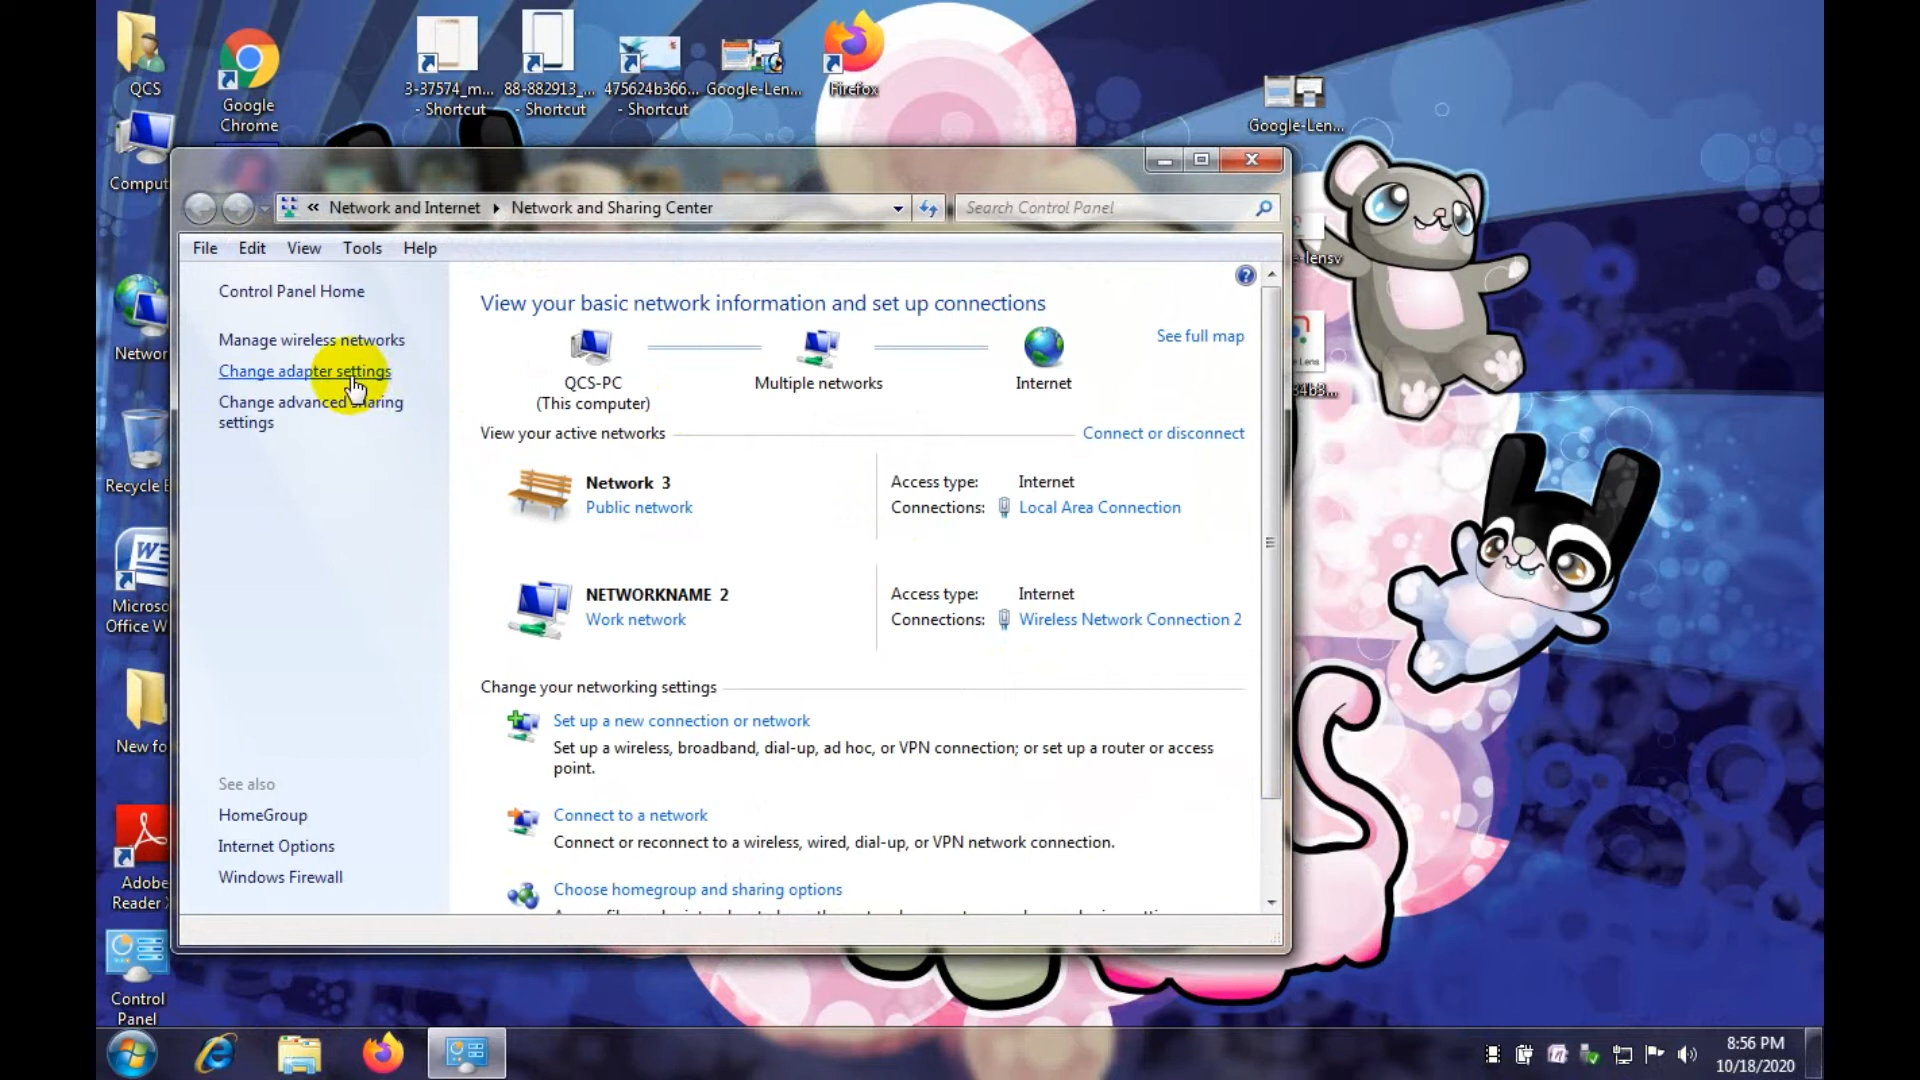 QCS
Google
Chrome
3-37574_m...
- Shortcut
88-882913_...
- Shortcut
475624b366...
- Shortcut
Google-Len...
Firefox
Google-Len...
Comput
Network and Internet
Network and Sharing Center
Search Control Panel
File Edit View Tools Help
Control Panel Home
Manage wireless networks
Change adapter settings
Change advanced sharing
settings
View your basic network information and set up connections
See full map
QCS-PC
(This computer)
Multiple networks
Internet
View your active networks
Connect or disconnect
Network 3
Public network
Access type: Internet
Connections: Local Area Connection
NETWORKNAME 2
Work network
Access type: Internet
Connections: Wireless Network Connection 2
Change your networking settings
Set up a new connection or network
Set up a wireless, broadband, dial-up, ad hoc, or VPN connection; or set up a router or access
point.
Connect to a network
Connect or reconnect to a wireless, wired, dial-up, or VPN network connection.
Choose homegroup and sharing options
See also
HomeGroup
Internet Options
Windows Firewall
Networ
Recycle B
Microso
Office W
New fo
Adobe
Reader
Control
Panel
-lensv
34b3...
8:56 PM
10/18/2020